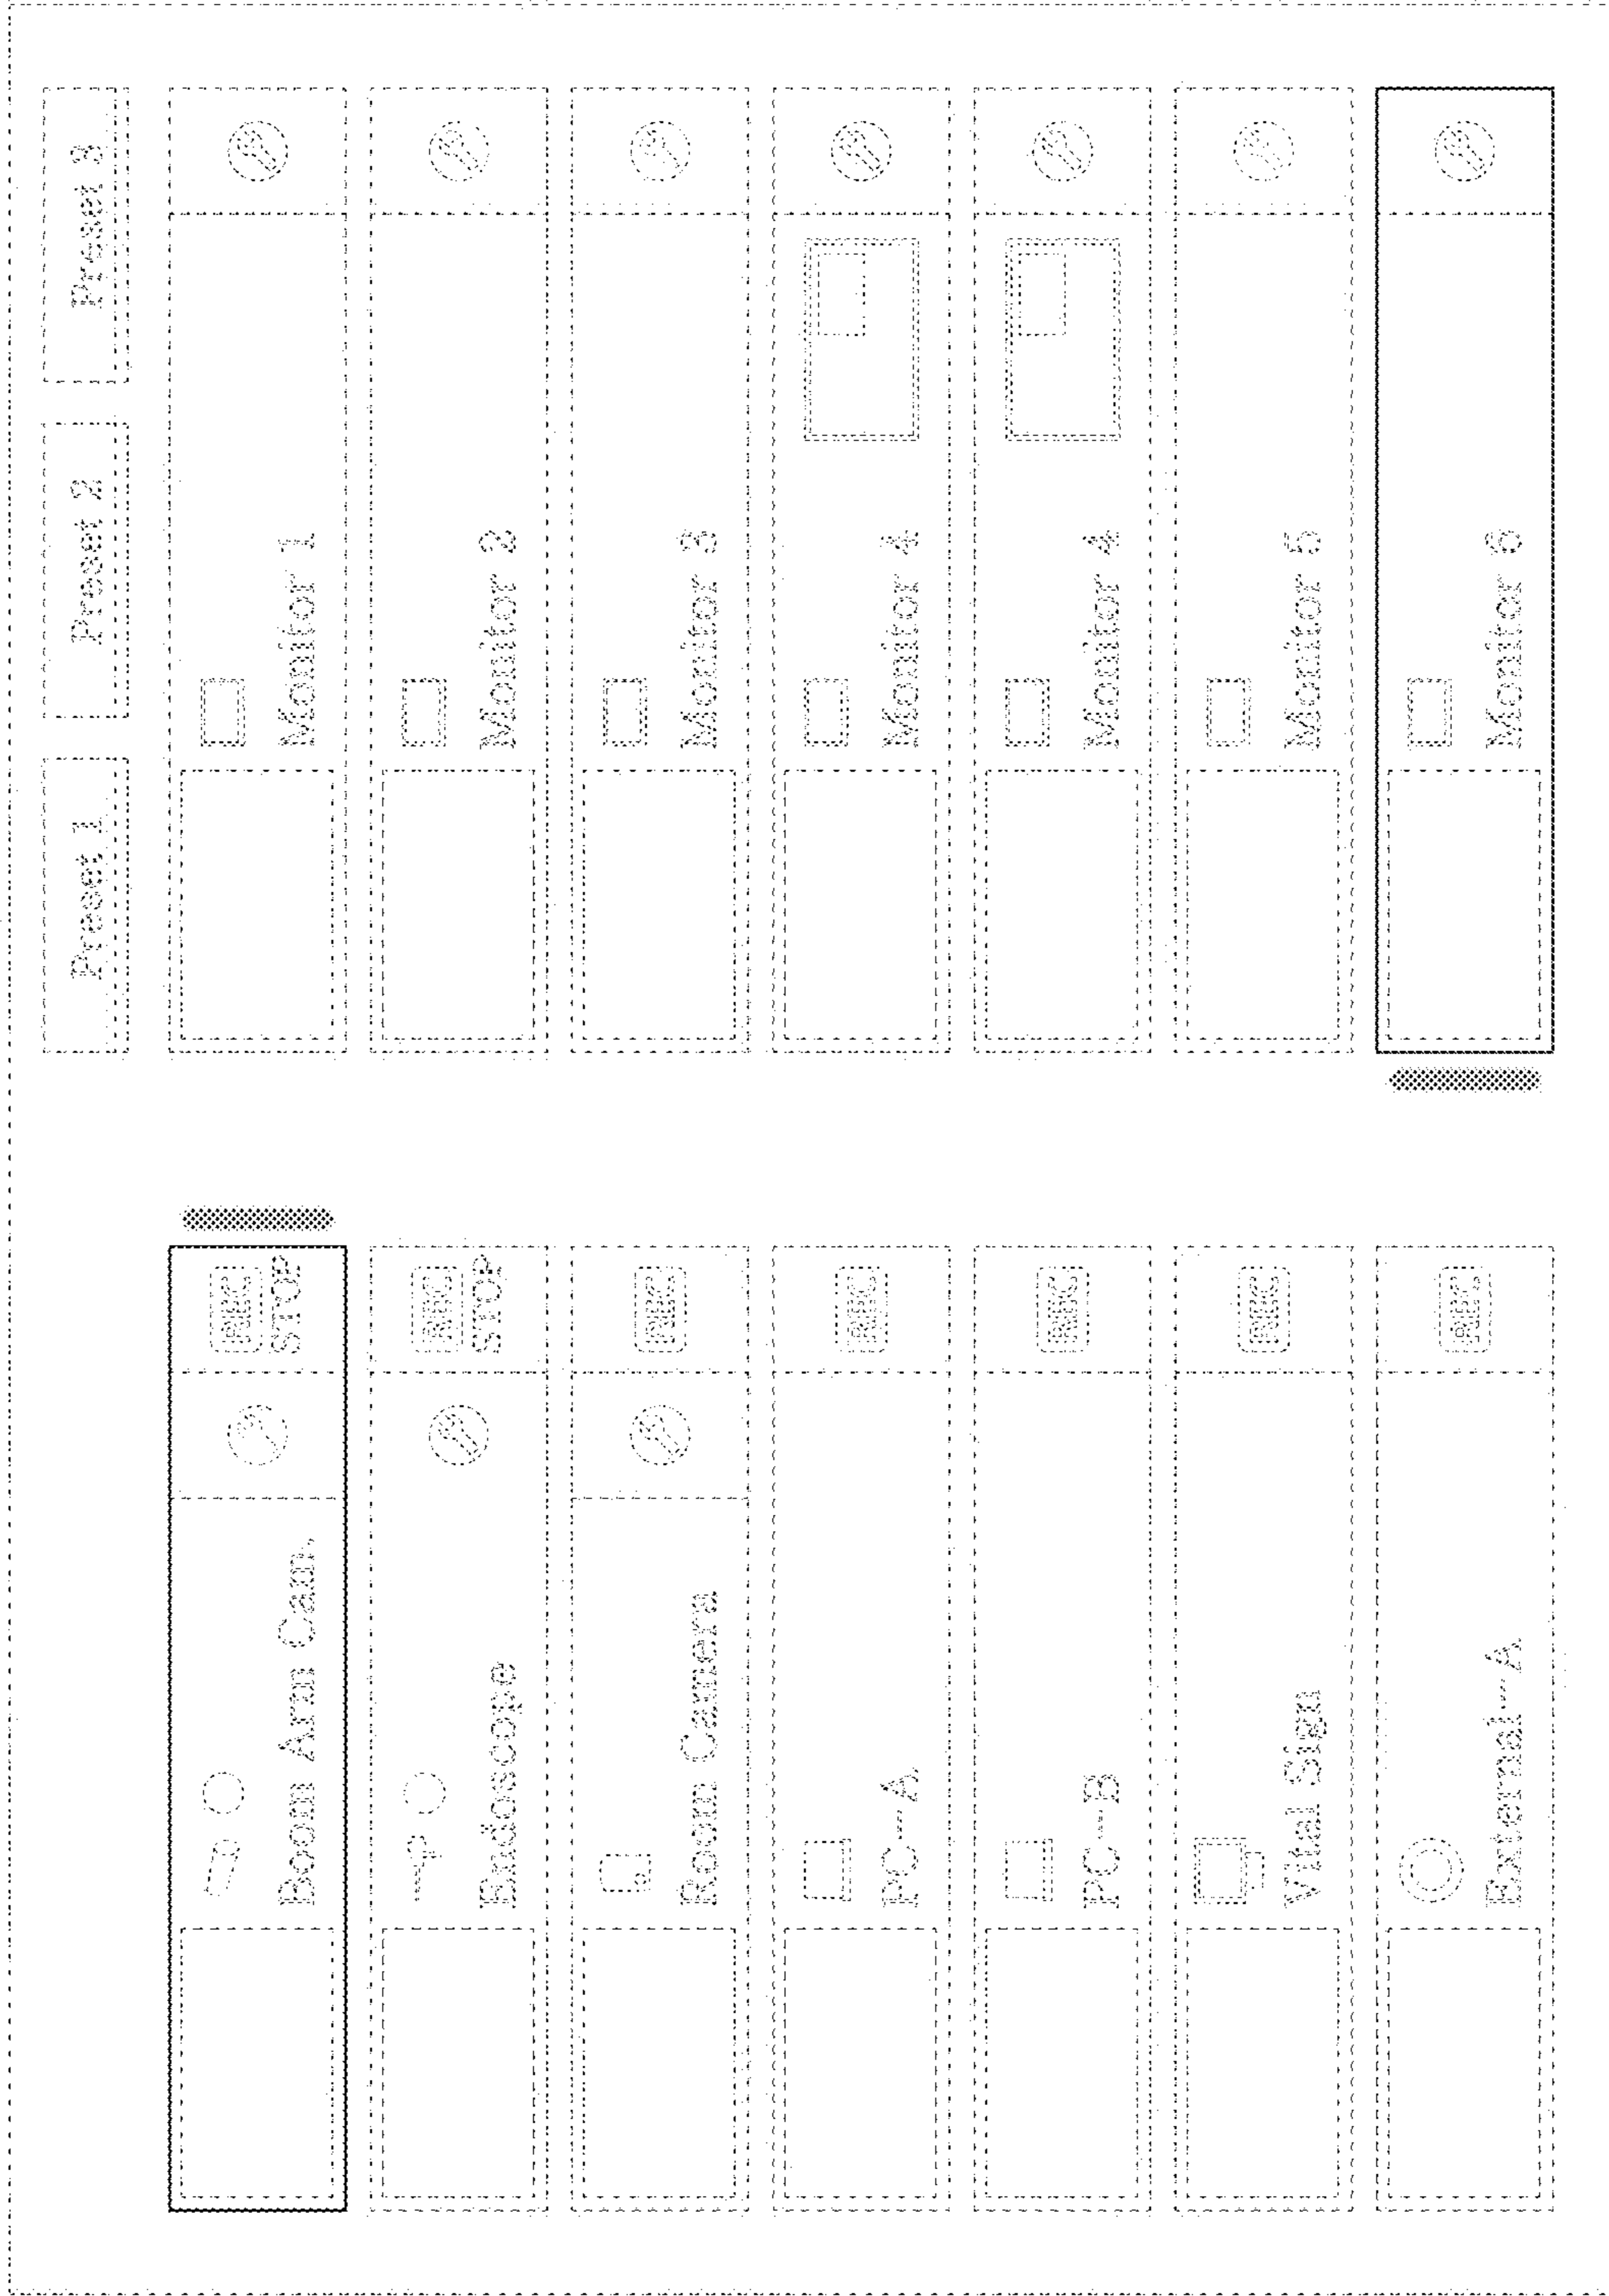 Preset 1
Preset 2
Preset 3
Boom Arm Cam.
REC
STOP
Endoscope
REC
STOP
Room Camera
REC
PC-A
REC
PC-B
REC
Vital Sign
REC
External-A
REC
Monitor 1
Monitor 2
Monitor 3
Monitor 4
Monitor 4
Monitor 5
Monitor 6